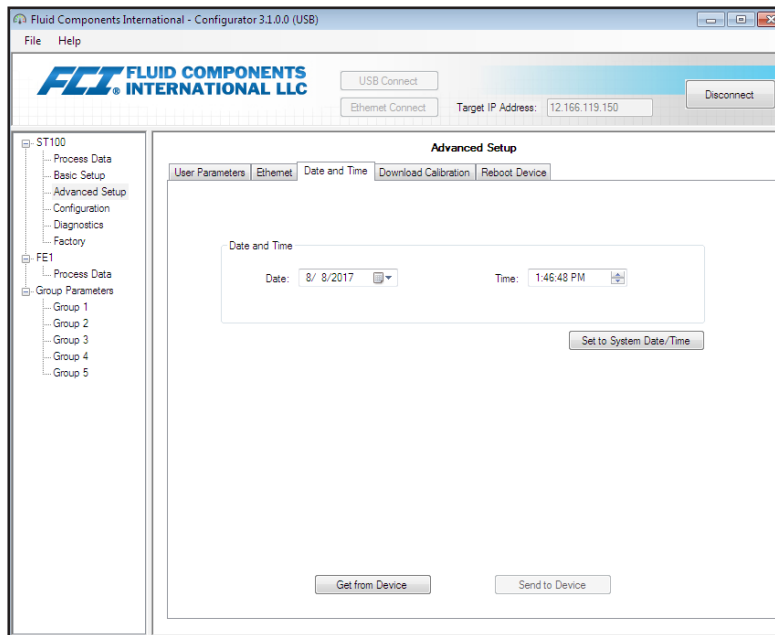 Fluid Components International - Configurator 3.1.0.0 (USB)
File Help
FCI® FLUID COMPONENTS
INTERNATIONAL LLC
USB Connect
Ethernet Connect
Target IP Address: 12.166.119.150
Disconnect
ST100
Process Data
Basic Setup
Advanced Setup
Configuration
Diagnostics
Factory
FE1
Process Data
Group Parameters
Group 1
Group 2
Group 3
Group 4
Group 5
Advanced Setup
User Parameters Ethernet Date and Time Download Calibration Reboot Device
Date and Time
Date: 8/ 8/2017 Time: 1:46:48 PM
Set to System Date/Time
Get from Device Send to Device